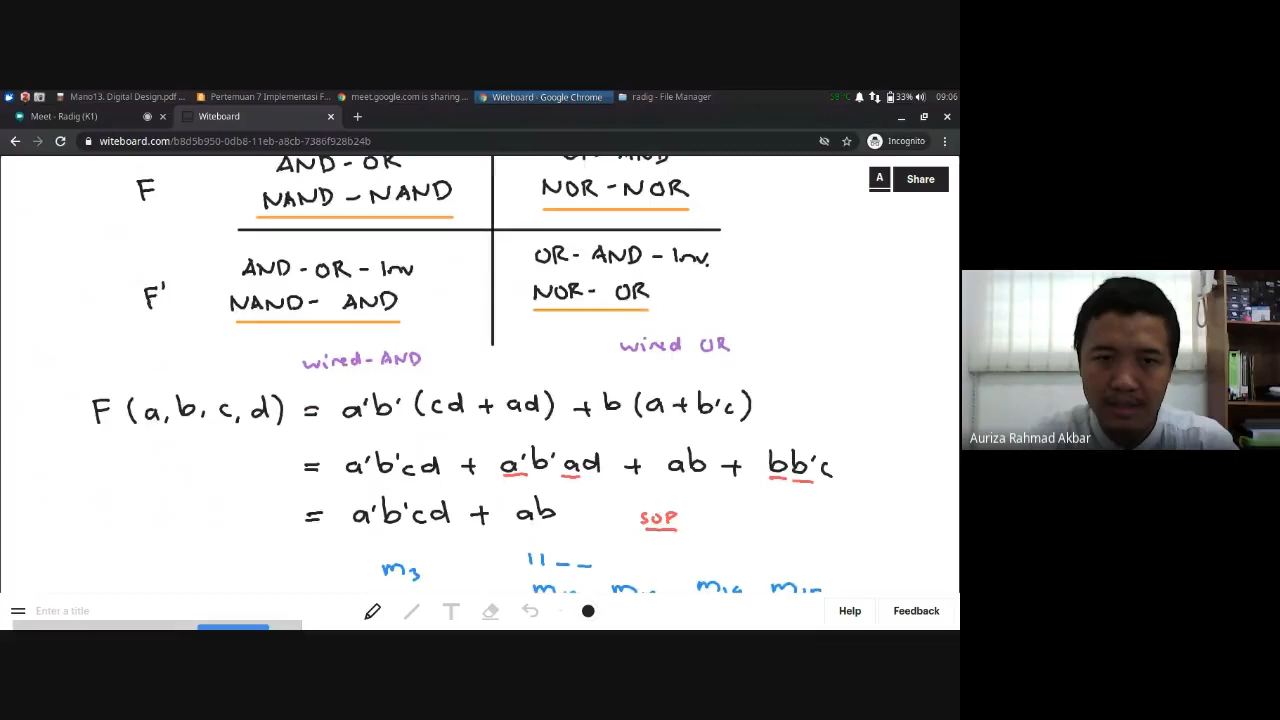 Mano13. Digital Design.pdf ...
Pertemuan 7 Implementasi F...
meet.google.com is sharing ...
Witeboard - Google Chrome
radig - File Manager
33%
09:06
Meet - Radig (K1)
Witeboard
witeboard.com/b8d5b950-0db8-11eb-a8cb-7386f928b24b
Incognito
A
Share
AND - OR
F
NAND - NAND
NOR - NOR
AND - OR - Inv
OR - AND - Inv.
F'
NAND - AND
NOR - OR
wired-AND
wired OR
F (a, b, c, d) = a'b' (cd + ad) + b (a + b'c)
= a'b'cd + a'b'ad + ab + bb'c
= a'b'cd + ab
SOP
m3
11 _ _
Enter a title
T
Help
Feedback
Auriza Rahmad Akbar